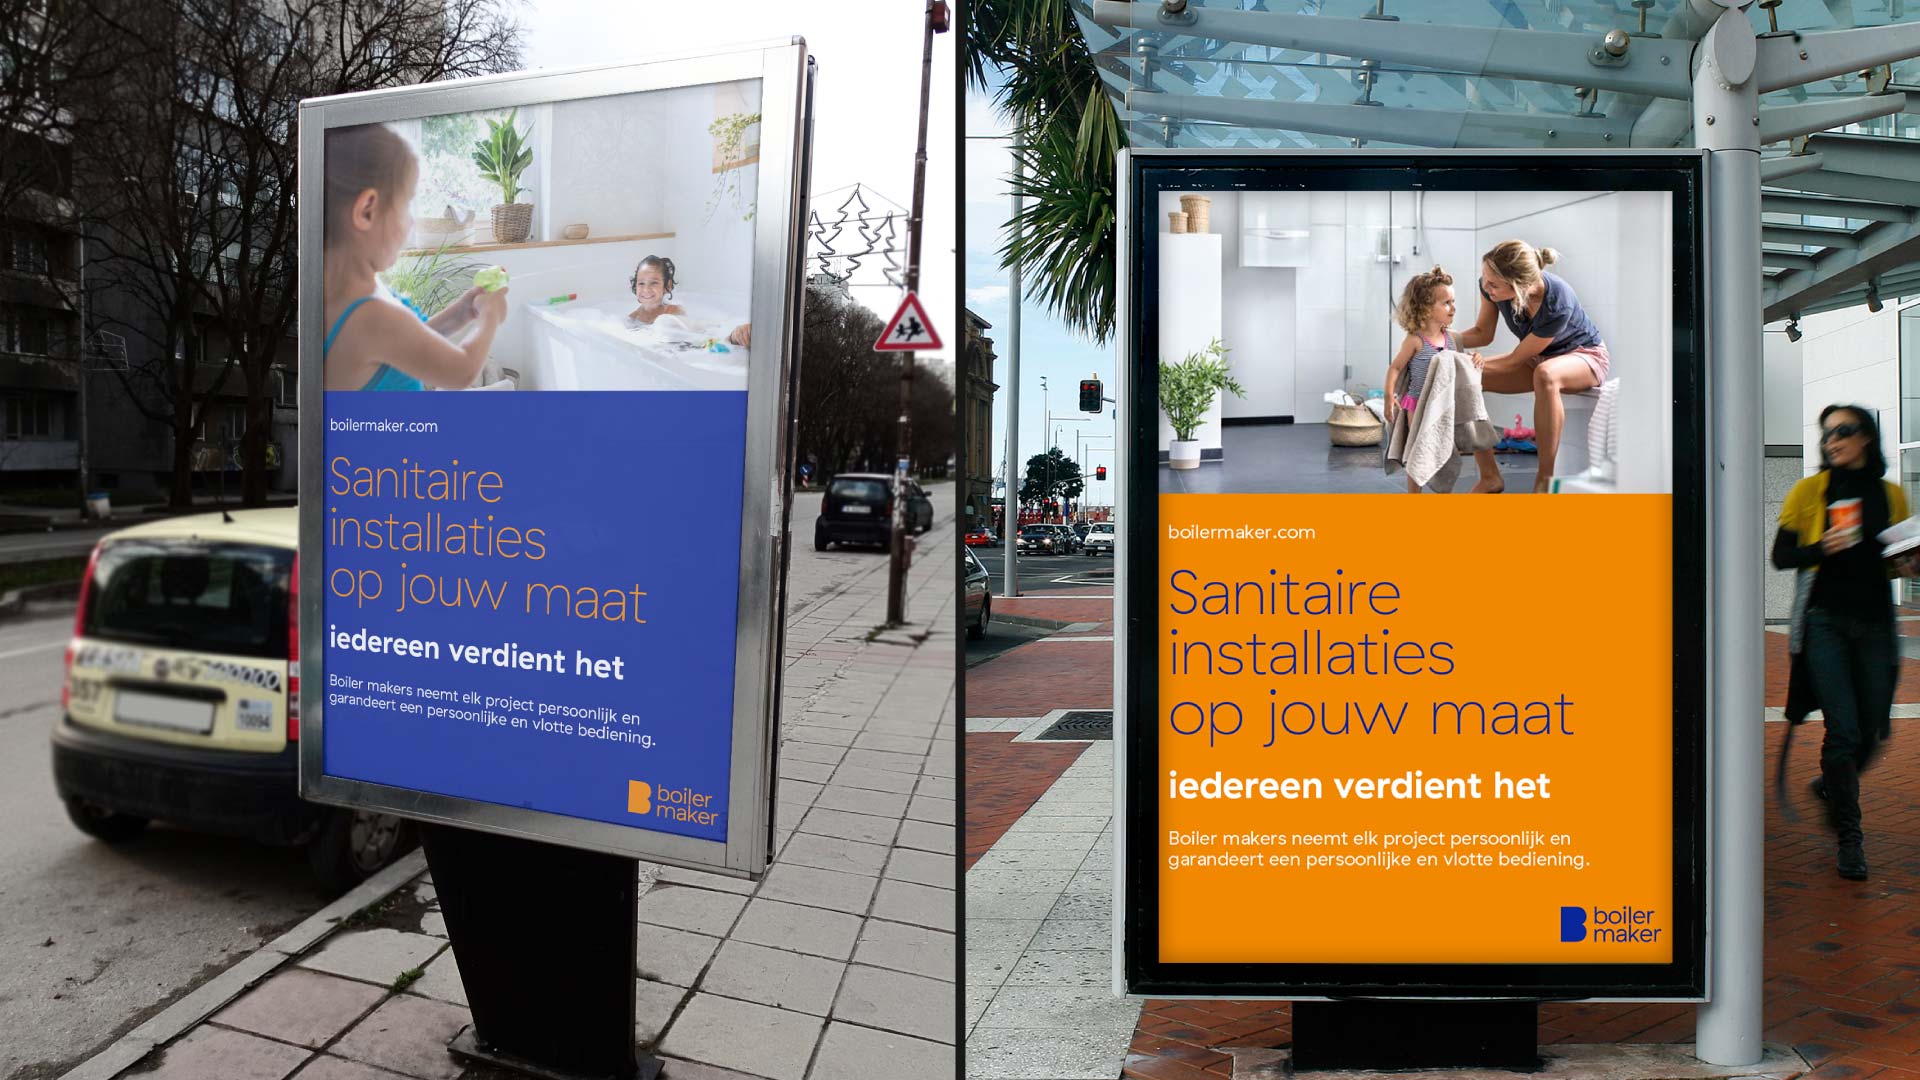 boilermaker.com
Sanitaire
installaties
op jouw maat
iedereen verdient het
Boiler makers neemt elk project persoonlijk en
garandeert een persoonlijke en vlotte bediening.
boiler
maker
boilermaker.com
Sanitaire
installaties
op jouw maat
iedereen verdient het
Boiler makers neemt elk project persoonlijk en
garandeert een persoonlijke en vlotte bediening.
boiler
maker